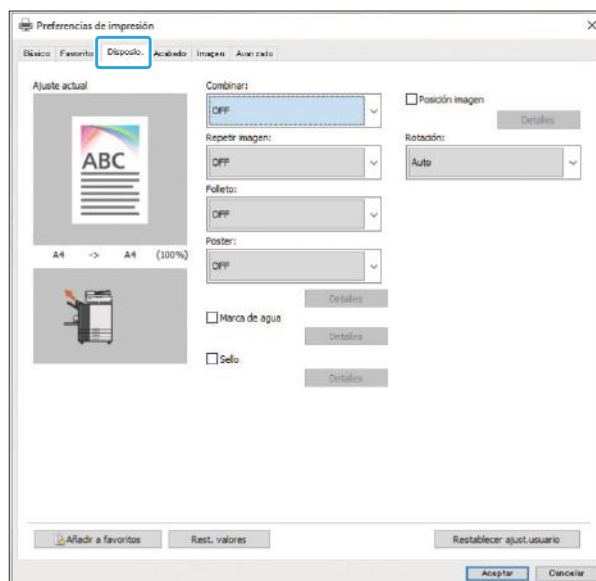 Preferencias de impresión
Básico Favorito Disposic. Acabado Imagen Avanzado
Ajuste actual
ABC
A4 -> A4 (100%)
Combinar:
OFF
Repetir imagen:
OFF
Folleto:
OFF
Poster:
OFF
Detalles
Marca de agua
Detalles
Sello
Detalles
Posición imagen
Detalles
Rotación:
Auto
Añadir a favoritos Rest. valores Restablecer ajust.usuario
Aceptar Cancelar